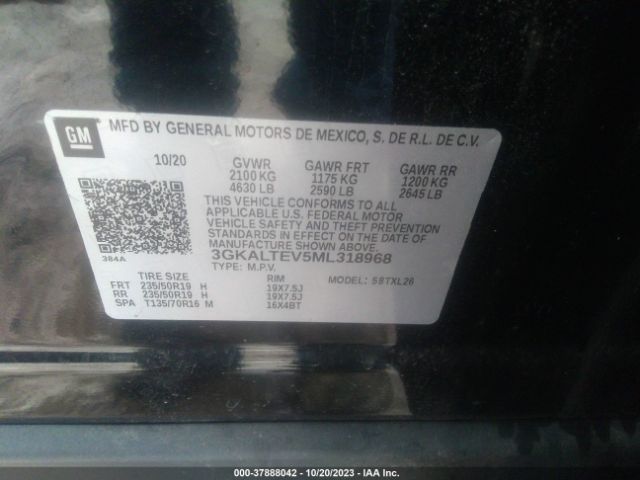 GM
MFD BY GENERAL MOTORS DE MEXICO, S. DE R.L. DE C.V.
10/20 GVWR GAWR FRT GAWR RR
2100 KG 1175 KG 1200 KG
4630 LB 2590 LB 2645 LB
THIS VEHICLE CONFORMS TO ALL
APPLICABLE U.S. FEDERAL MOTOR
VEHICLE SAFETY AND THEFT PREVENTION
STANDARDS IN EFFECT ON THE DATE OF
MANUFACTURE SHOWN ABOVE.
384A 3GKALTEV5ML318968
TYPE: M.P.V. MODEL: SBTXL26
TIRE SIZE RIM
FRT 235/50R19 H 19X7.5J
RR 235/50R19 H 19X7.5J
SPA T135/70R16 M 16X4BT
000-37888042 - 10/20/2023 - IAA Inc.